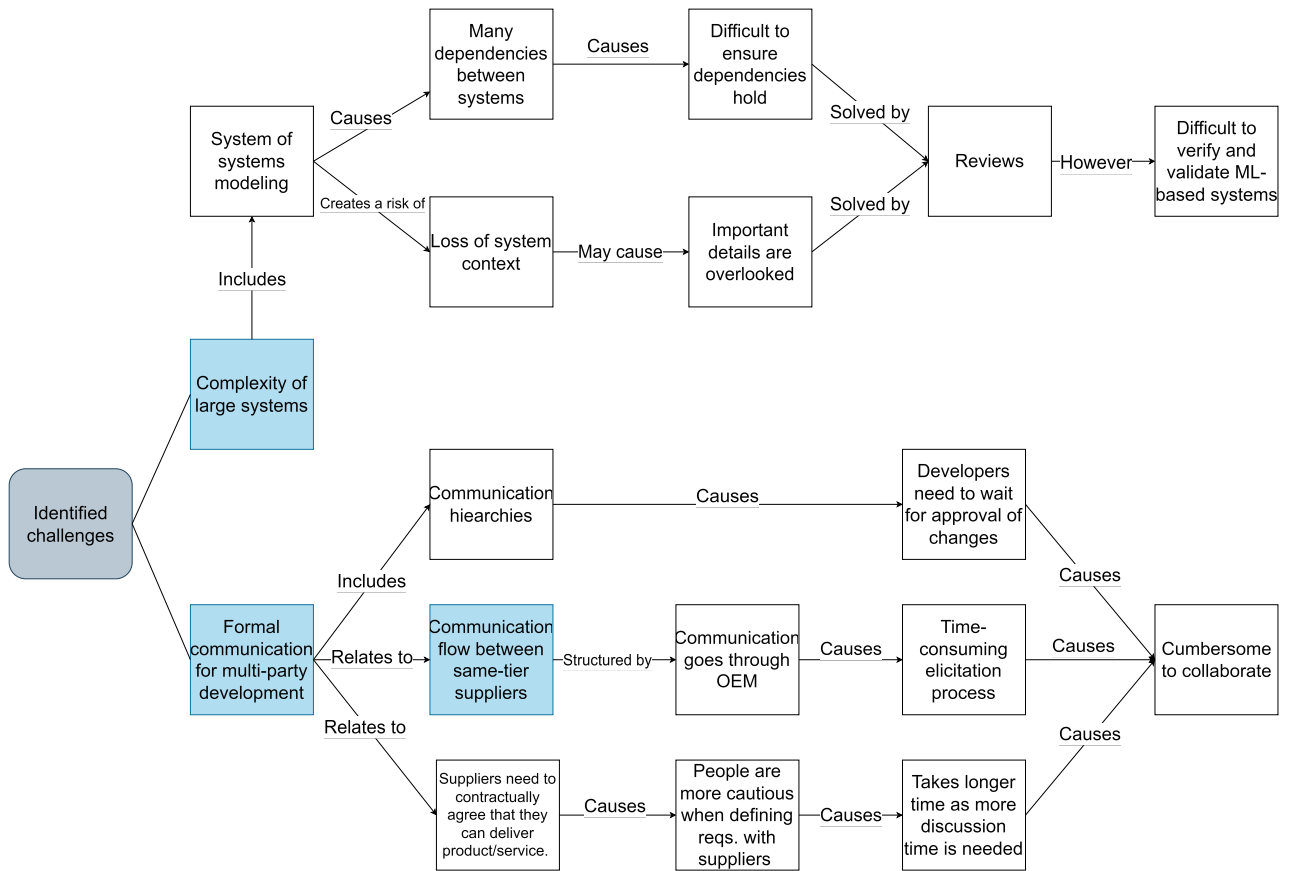 Many
dependencies
between
systems
Causes
Difficult to
ensure
dependencies
hold
System of
systems
modeling
Causes
Creates a risk of
Loss of system
context
May cause
Important
details are
overlooked
Solved by
Solved by
Reviews
However
Difficult to
verify and
validate ML-
based systems
Includes
Complexity of
large systems
Identified
challenges
Formal
communication
for multi-party
development
Includes
Communication
hiearchies
Causes
Developers
need to wait
for approval of
changes
Causes
Relates to
Communication
flow between
same-tier
suppliers
Structured by
Communication
goes through
OEM
Causes
Time-
consuming
elicitation
process
Causes
Cumbersome
to collaborate
Relates to
Suppliers need to
contractually
agree that they
can deliver
product/service.
Causes
People are
more cautious
when defining
reqs. with
suppliers
Causes
Takes longer
time as more
discussion
time is needed
Causes